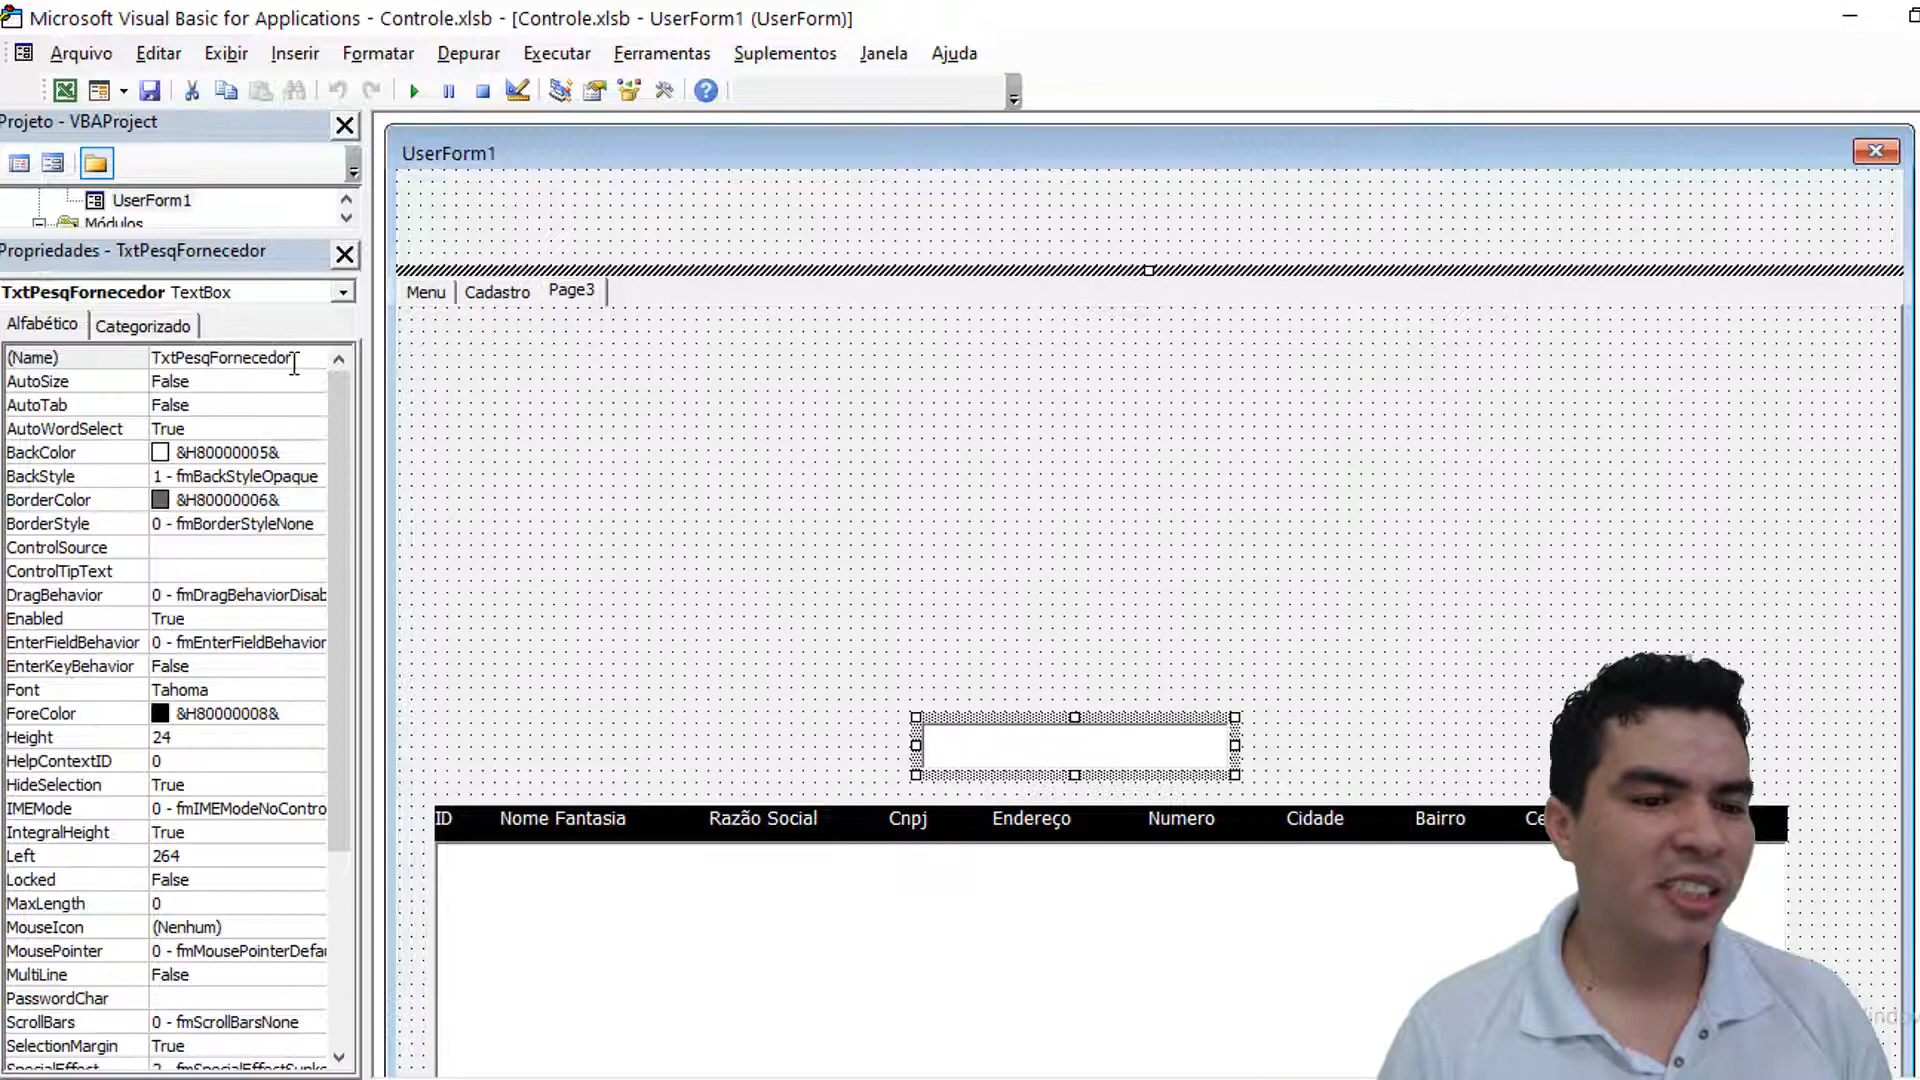 Microsoft Visual Basic for Applications - Controle.xlsb - [Controle.xlsb - UserForm1 (UserForm)]
Arquivo Editar Exibir Inserir Formatar Depurar Executar Ferramentas Suplementos Janela Ajuda
Projeto - VBAProject
UserForm1
Módulos
Propriedades - TxtPesqFornecedor
TxtPesqFornecedor TextBox
Alfabético Categorizado
(Name) TxtPesqFornecedor
AutoSize False
AutoTab False
AutoWordSelect True
BackColor &H80000005&
BackStyle 1 - fmBackStyleOpaque
BorderColor &H80000006&
BorderStyle 0 - fmBorderStyleNone
ControlSource
ControlTipText
DragBehavior 0 - fmDragBehaviorDisab
Enabled True
EnterFieldBehavior 0 - fmEnterFieldBehavior
EnterKeyBehavior False
Font Tahoma
ForeColor &H80000008&
Height 24
HelpContextID 0
HideSelection True
IMEMode 0 - fmIMEModeNoContro
IntegralHeight True
Left 264
Locked False
MaxLength 0
MouseIcon (Nenhum)
MousePointer 0 - fmMousePointerDefau
MultiLine False
PasswordChar
ScrollBars 0 - fmScrollBarsNone
SelectionMargin True
UserForm1
Menu Cadastro Page3
ID Nome Fantasia Razão Social Cnpj Endereço Numero Cidade Bairro Ce